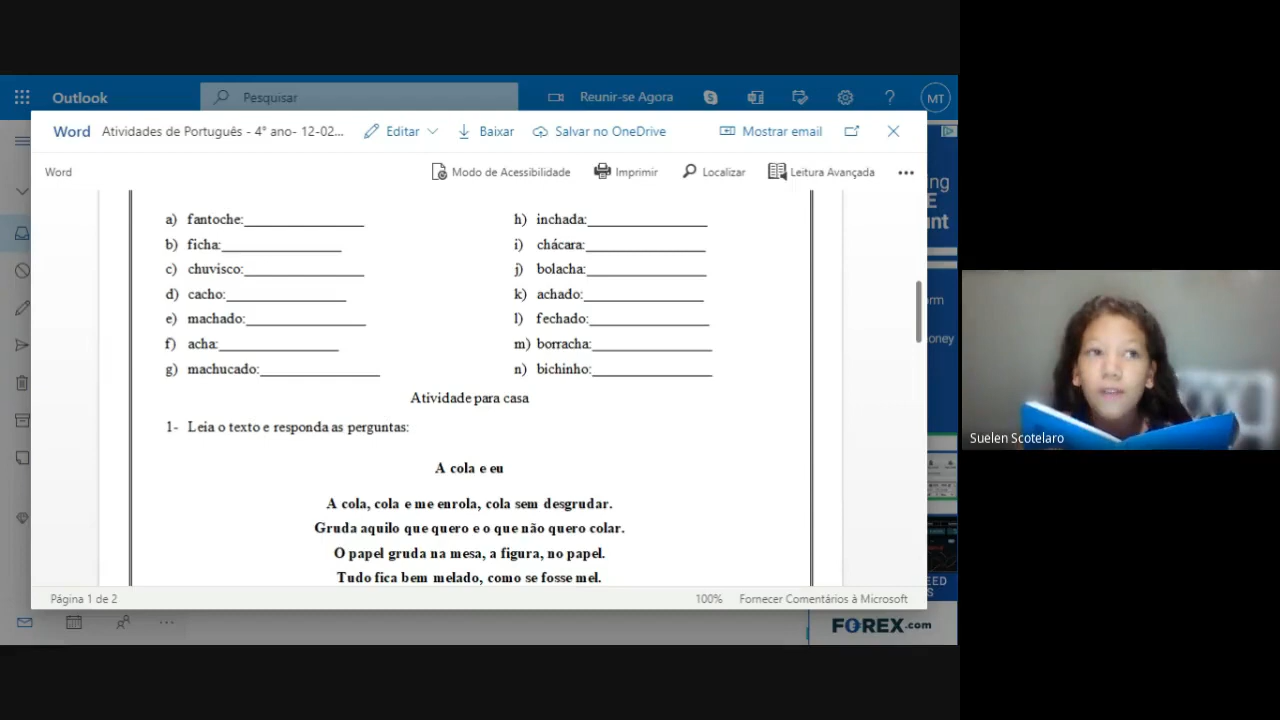 Outlook
Pesquisar
Reunir-se Agora
MT
Word
Atividades de Português - 4° ano- 12-02...
Editar
Baixar
Salvar no OneDrive
Mostrar email
Word
Modo de Acessibilidade
Imprimir
Localizar
Leitura Avançada
a) fantoche:________________
b) ficha:________________
c) chuvisco:________________
d) cacho:________________
e) machado:________________
f) acha:________________
g) machucado:________________
h) inchada:________________
i) chácara:________________
j) bolacha:________________
k) achado:________________
l) fechado:________________
m) borracha:________________
n) bichinho:________________
Atividade para casa
1- Leia o texto e responda as perguntas:
A cola e eu
A cola, cola e me enrola, cola sem desgrudar.
Gruda aquilo que quero e o que não quero colar.
O papel gruda na mesa, a figura, no papel.
Tudo fica bem melado, como se fosse mel.
Página 1 de 2
100%
Fornecer Comentários à Microsoft
FOREX.com
Suelen Scotelaro